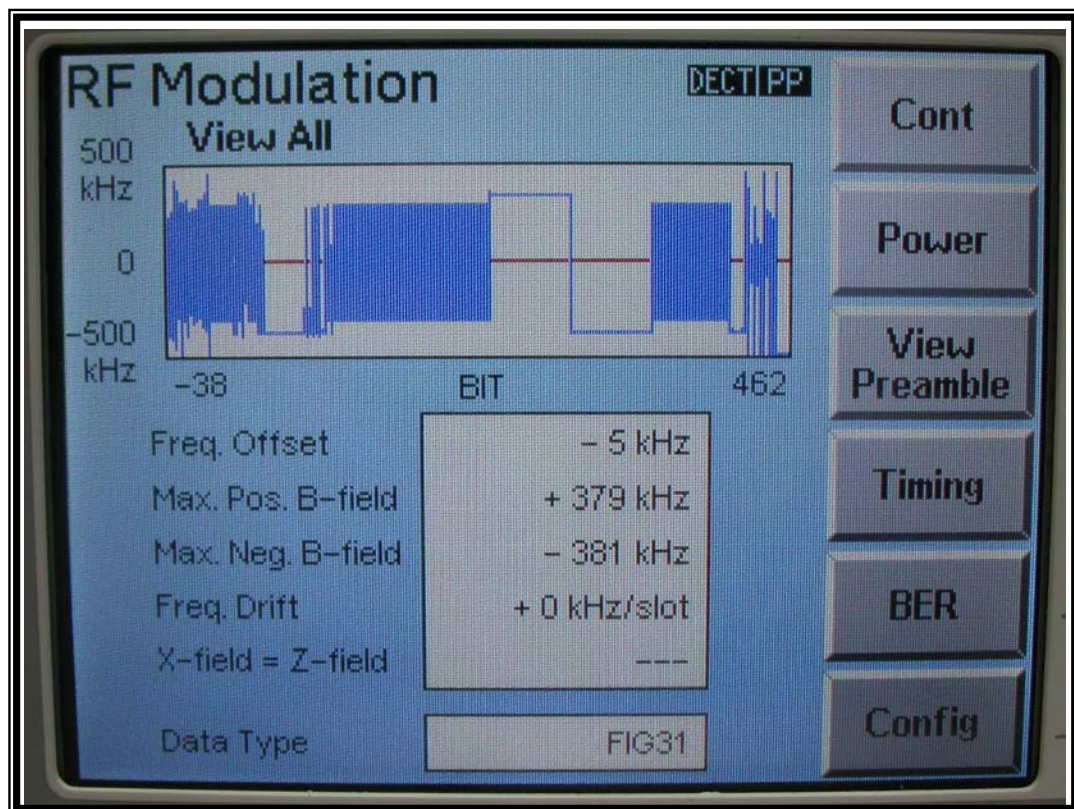 RF Modulation
DECT PP
View All
500
kHz
0
-500
kHz
-38
BIT
462
Freq. Offset - 5 kHz
Max. Pos. B-field + 379 kHz
Max. Neg. B-field - 381 kHz
Freq. Drift + 0 kHz/slot
X-field = Z-field ---
Data Type FIG31
Cont
Power
View
Preamble
Timing
BER
Config